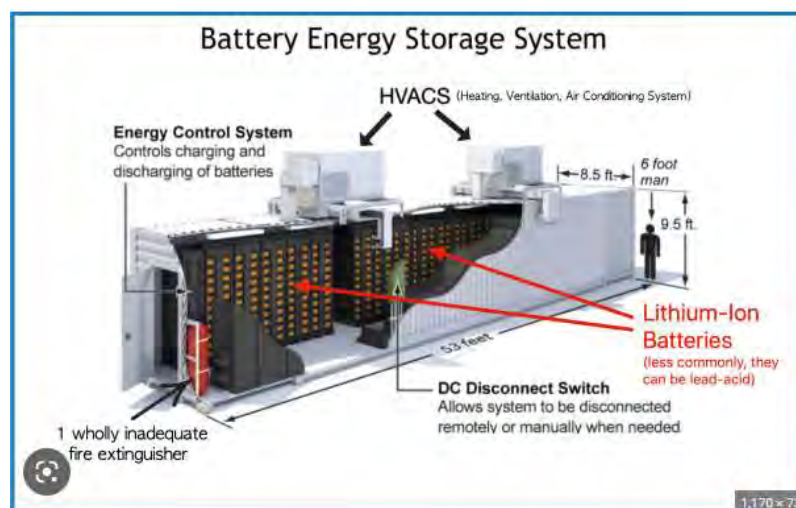 Battery Energy Storage System
HVACS (Heating, Ventilation, Air Conditioning System)
Energy Control System
Controls charging and
discharging of batteries
8.5 ft.
6 foot
man
9.5 ft.
Lithium-Ion
Batteries
(less commonly, they
can be lead-acid)
53 feet
DC Disconnect Switch
Allows system to be disconnected
remotely or manually when needed
1 wholly inadequate
fire extinguisher